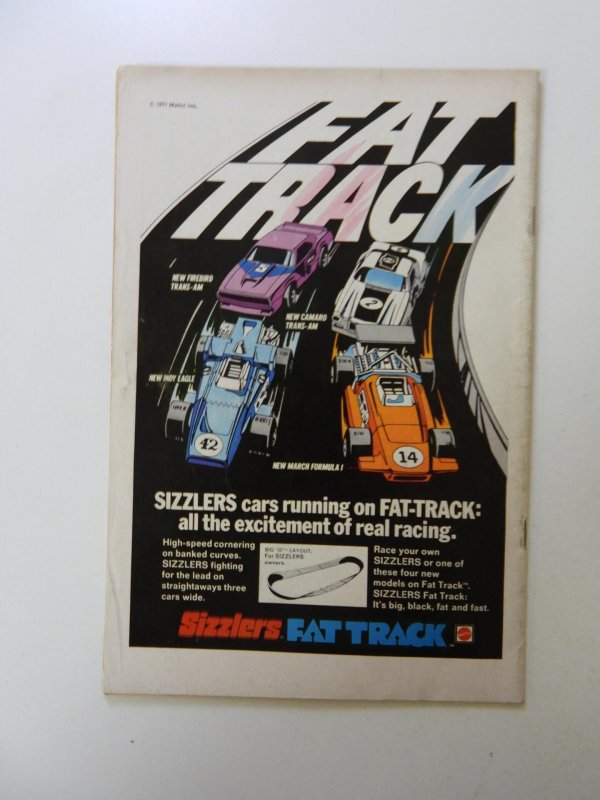 © 1977 Mattel Inc.
FAT
TRACK
NEW FIREBIRD
TRANS-AM
2
NEW CAMARO
TRANS-AM
NEW INDY EAGLE
42
14
NEW MARCH FORMULA I
SIZZLERS cars running on FAT-TRACK:
all the excitement of real racing.
High-speed cornering
on banked curves.
SIZZLERS fighting
for the lead on
straightaways three
cars wide.
BIG "O"™ LAYOUT.
For SIZZLERS
owners.
Race your own
SIZZLERS or one of
these four new
models on Fat Track™.
SIZZLERS Fat Track:
It's big, black, fat and fast.
Sizzlers® FAT TRACK™